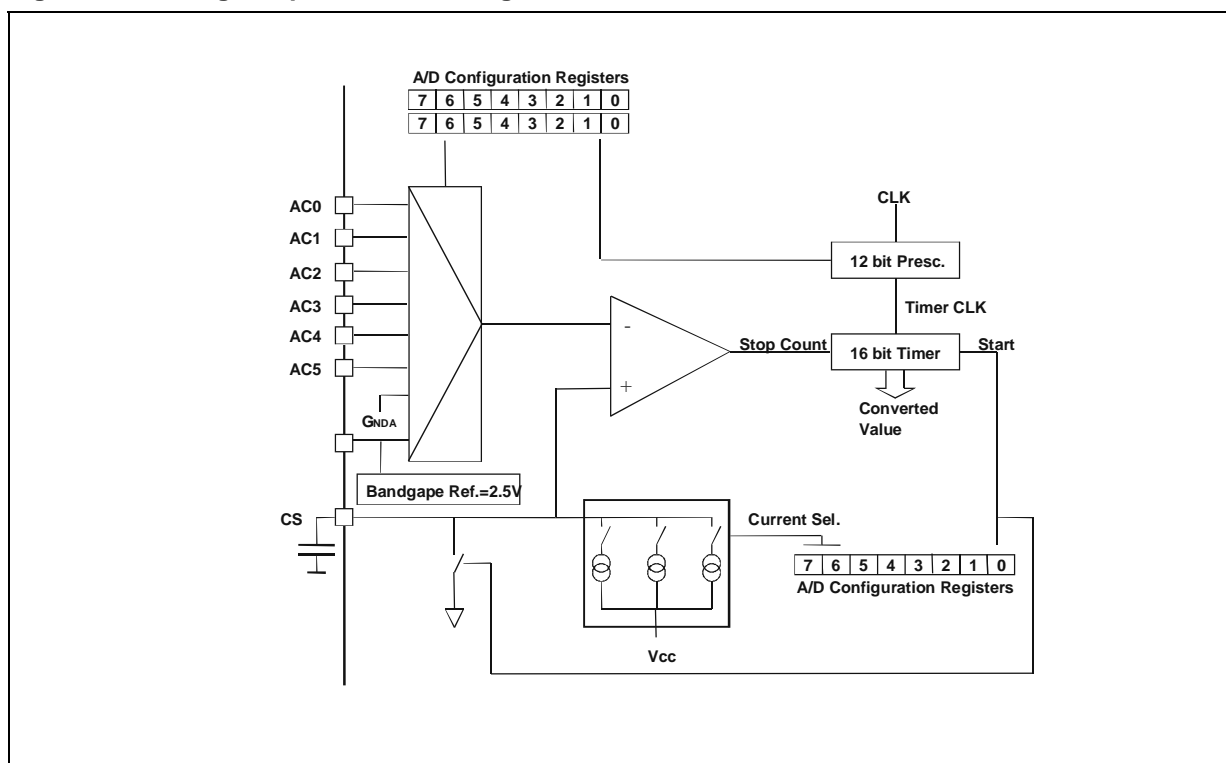 A/D Configuration Registers
7 6 5 4 3 2 1 0
7 6 5 4 3 2 1 0
AC0
AC1
AC2
AC3
AC4
AC5
GNDA
Bandgape Ref.=2.5V
CS
-
+
CLK
12 bit Presc.
Timer CLK
Stop Count
16 bit Timer
Start
Converted
Value
Current Sel.
7 6 5 4 3 2 1 0
A/D Configuration Registers
Vcc